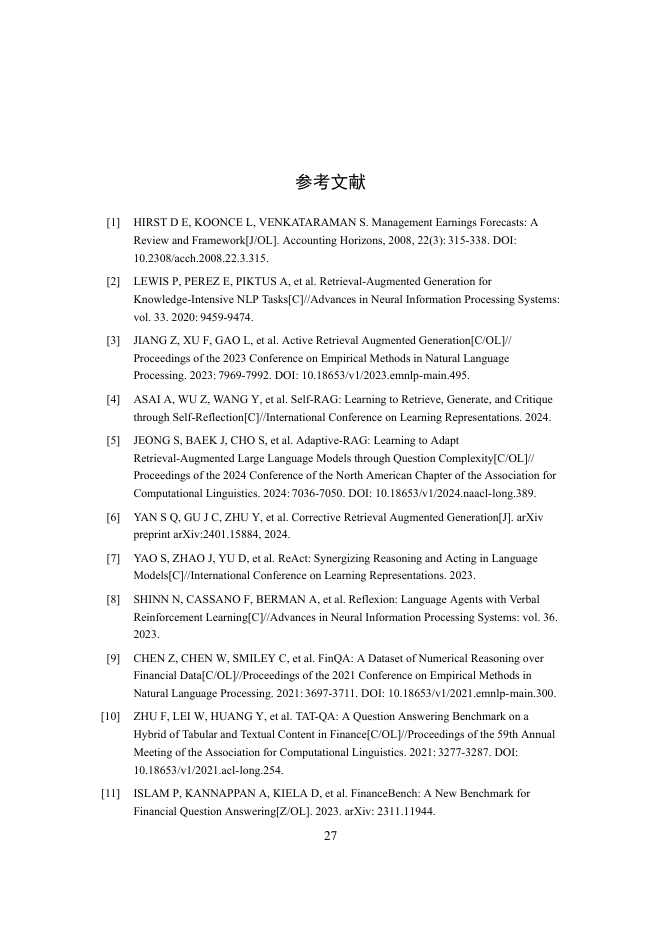 参考文献
[1] HIRST D E, KOONCE L, VENKATARAMAN S. Management Earnings Forecasts: A
Review and Framework[J/OL]. Accounting Horizons, 2008, 22(3): 315-338. DOI:
10.2308/acch.2008.22.3.315.
[2] LEWIS P, PEREZ E, PIKTUS A, et al. Retrieval-Augmented Generation for
Knowledge-Intensive NLP Tasks[C]//Advances in Neural Information Processing Systems:
vol. 33. 2020: 9459-9474.
[3] JIANG Z, XU F, GAO L, et al. Active Retrieval Augmented Generation[C/OL]//
Proceedings of the 2023 Conference on Empirical Methods in Natural Language
Processing. 2023: 7969-7992. DOI: 10.18653/v1/2023.emnlp-main.495.
[4] ASAI A, WU Z, WANG Y, et al. Self-RAG: Learning to Retrieve, Generate, and Critique
through Self-Reflection[C]//International Conference on Learning Representations. 2024.
[5] JEONG S, BAEK J, CHO S, et al. Adaptive-RAG: Learning to Adapt
Retrieval-Augmented Large Language Models through Question Complexity[C/OL]//
Proceedings of the 2024 Conference of the North American Chapter of the Association for
Computational Linguistics. 2024: 7036-7050. DOI: 10.18653/v1/2024.naacl-long.389.
[6] YAN S Q, GU J C, ZHU Y, et al. Corrective Retrieval Augmented Generation[J]. arXiv
preprint arXiv:2401.15884, 2024.
[7] YAO S, ZHAO J, YU D, et al. ReAct: Synergizing Reasoning and Acting in Language
Models[C]//International Conference on Learning Representations. 2023.
[8] SHINN N, CASSANO F, BERMAN A, et al. Reflexion: Language Agents with Verbal
Reinforcement Learning[C]//Advances in Neural Information Processing Systems: vol. 36.
2023.
[9] CHEN Z, CHEN W, SMILEY C, et al. FinQA: A Dataset of Numerical Reasoning over
Financial Data[C/OL]//Proceedings of the 2021 Conference on Empirical Methods in
Natural Language Processing. 2021: 3697-3711. DOI: 10.18653/v1/2021.emnlp-main.300.
[10] ZHU F, LEI W, HUANG Y, et al. TAT-QA: A Question Answering Benchmark on a
Hybrid of Tabular and Textual Content in Finance[C/OL]//Proceedings of the 59th Annual
Meeting of the Association for Computational Linguistics. 2021: 3277-3287. DOI:
10.18653/v1/2021.acl-long.254.
[11] ISLAM P, KANNAPPAN A, KIELA D, et al. FinanceBench: A New Benchmark for
Financial Question Answering[Z/OL]. 2023. arXiv: 2311.11944.
27